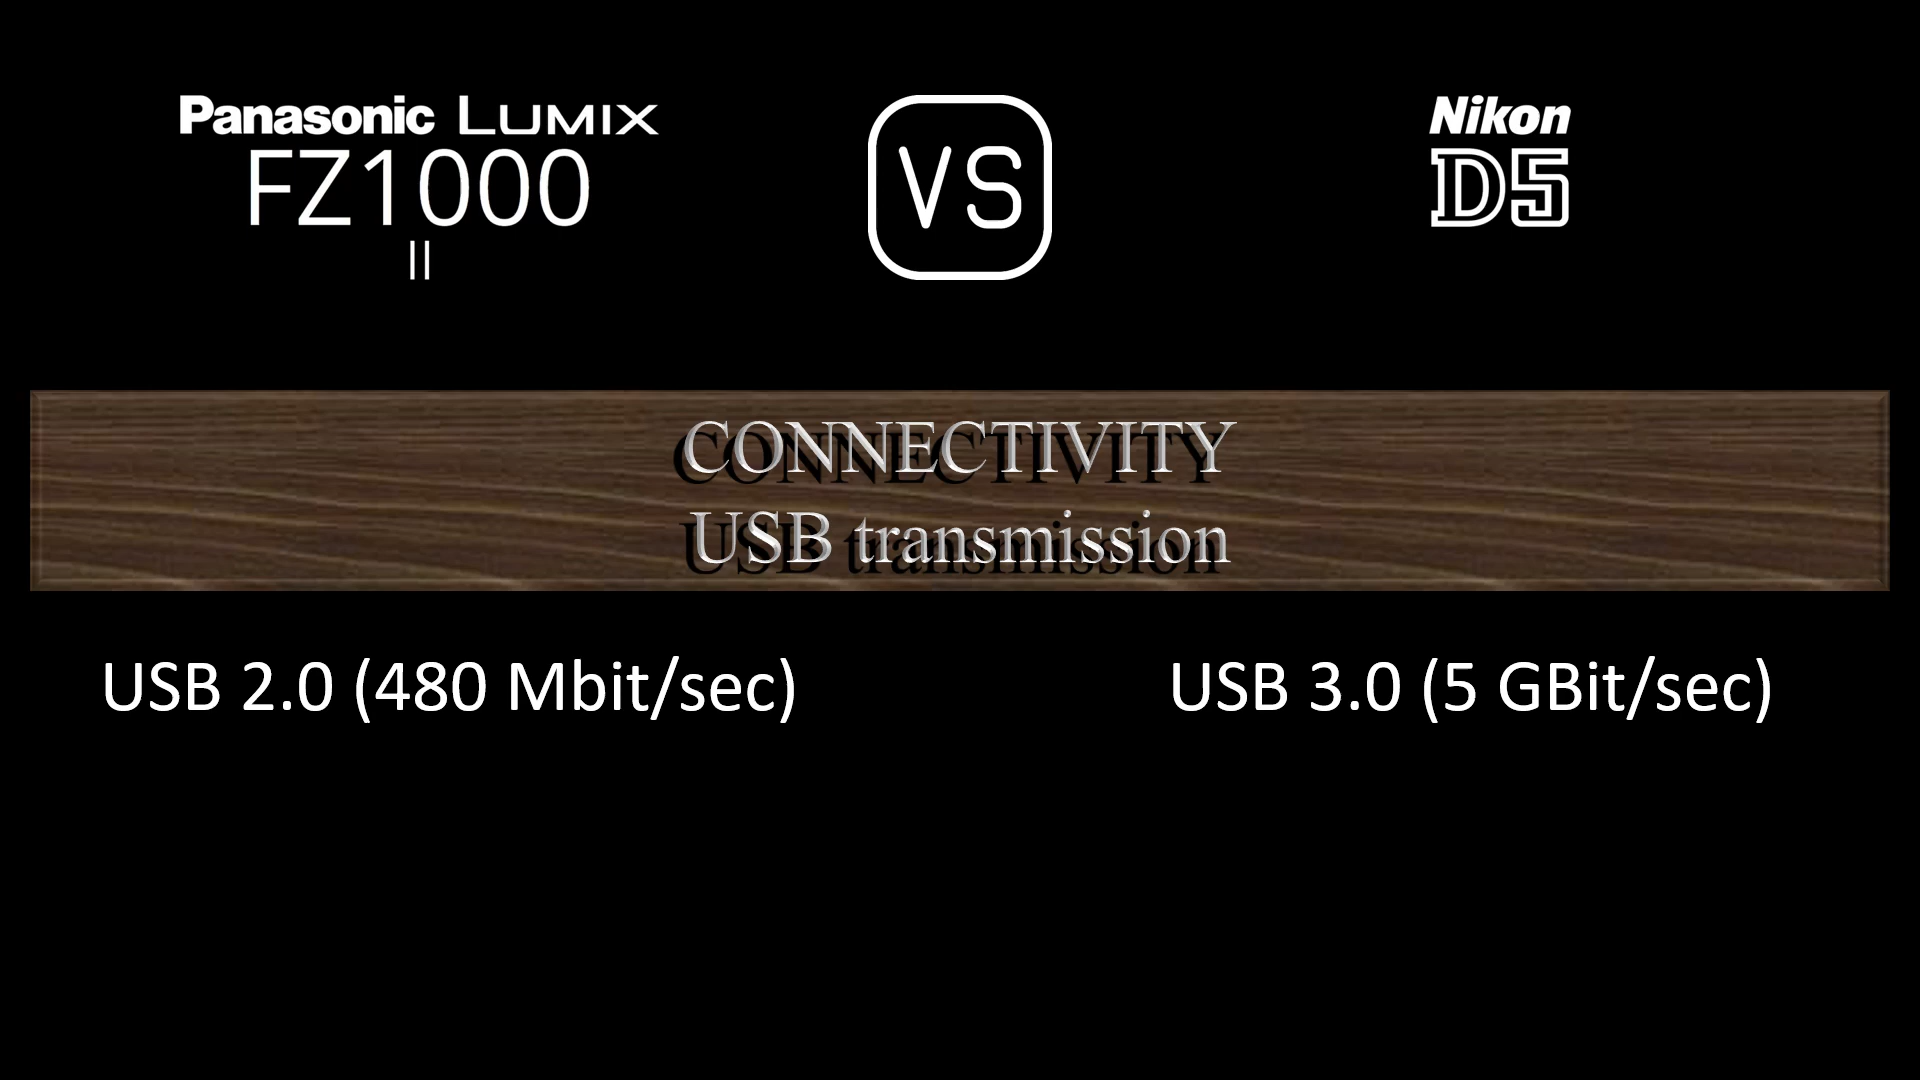 Panasonic LUMIX
FZ1000
II
VS
Nikon
D5
CONNECTIVITY
USB transmission
USB 2.0 (480 Mbit/sec)
USB 3.0 (5 GBit/sec)